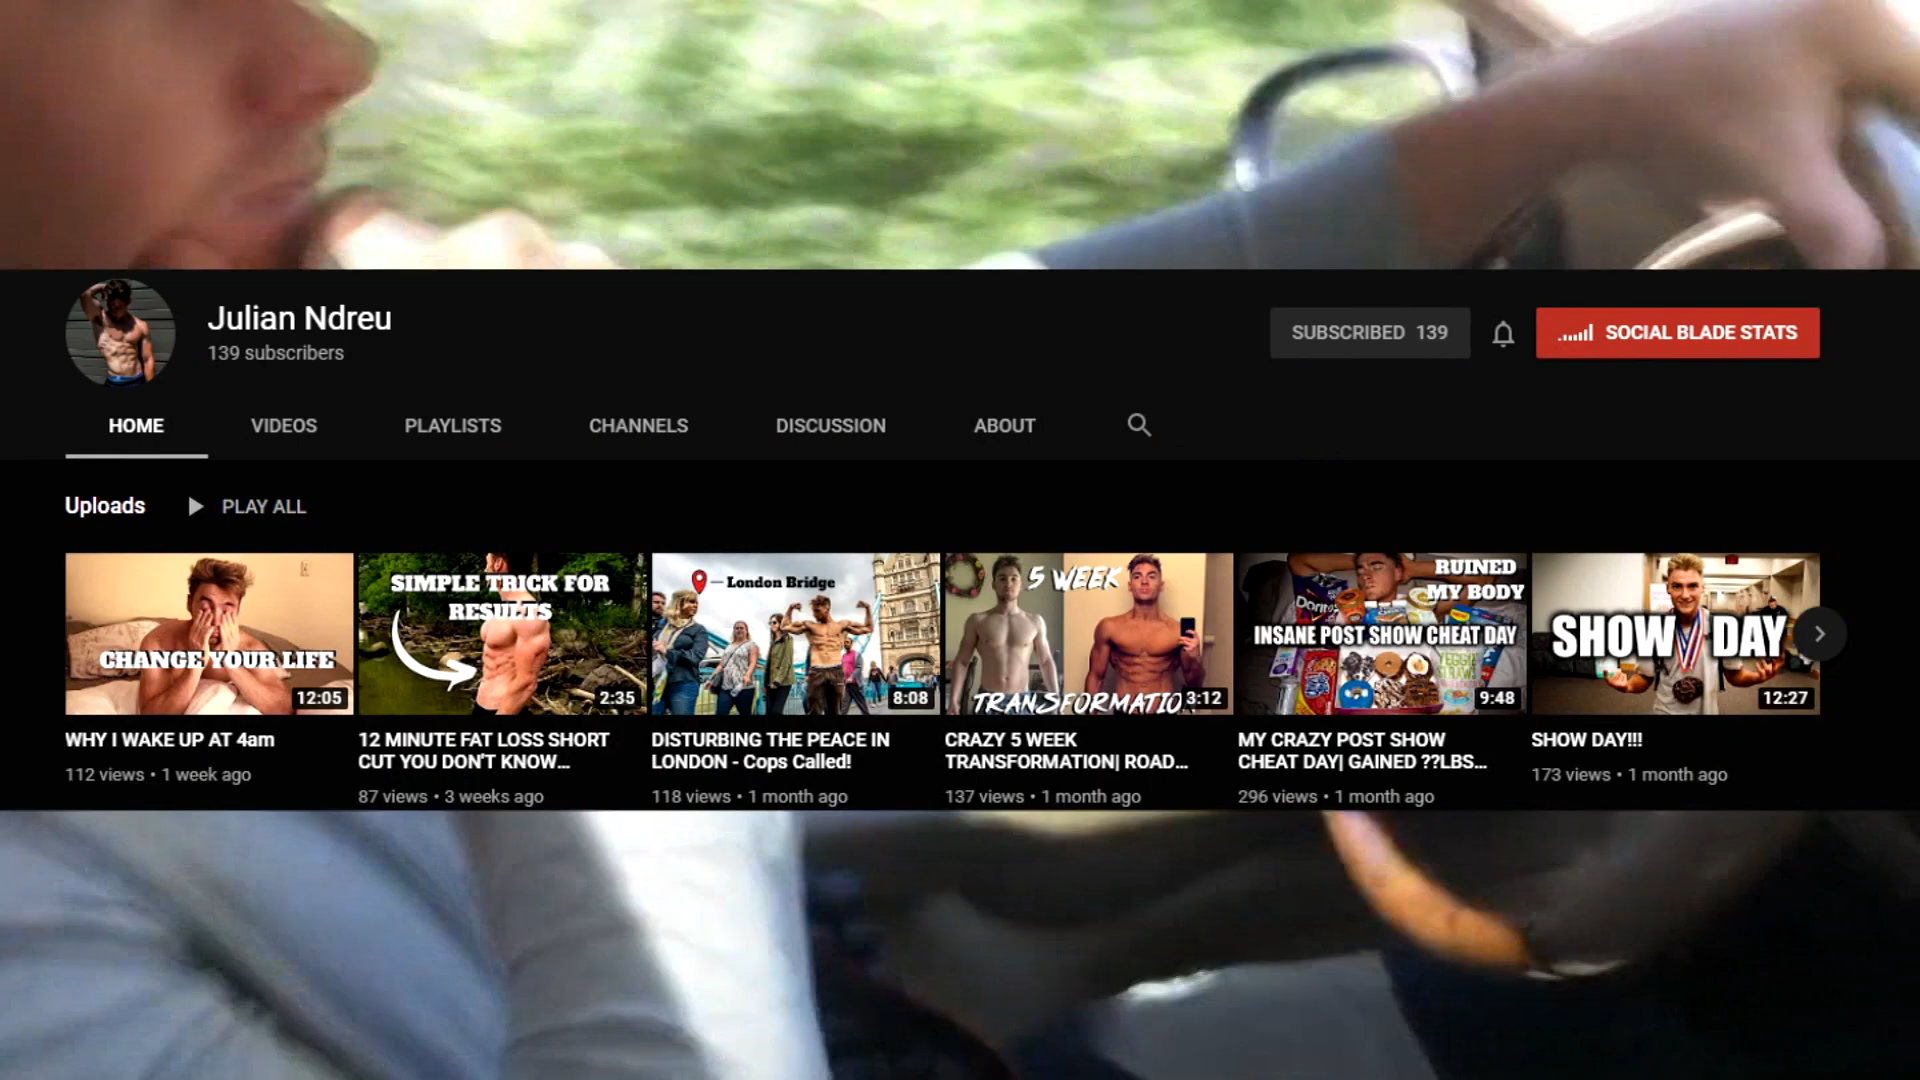 Julian Ndreu
139 subscribers
SUBSCRIBED 139
SOCIAL BLADE STATS
HOME
VIDEOS
PLAYLISTS
CHANNELS
DISCUSSION
ABOUT
Uploads
PLAY ALL
CHANGE YOUR LIFE
12:05
SIMPLE TRICK FOR
RESULTS
2:35
London Bridge
8:08
5 WEEK
TRANSFORMATIO
3:12
RUINED
MY BODY
INSANE POST SHOW CHEAT DAY
Doritos
VEGGIE
STRAWS
9:48
SHOW DAY
12:27
WHY I WAKE UP AT 4am
112 views • 1 week ago
12 MINUTE FAT LOSS SHORT
CUT YOU DON'T KNOW...
87 views • 3 weeks ago
DISTURBING THE PEACE IN
LONDON - Cops Called!
118 views • 1 month ago
CRAZY 5 WEEK
TRANSFORMATION| ROAD...
137 views • 1 month ago
MY CRAZY POST SHOW
CHEAT DAY| GAINED ??LBS...
296 views • 1 month ago
SHOW DAY!!!
173 views • 1 month ago